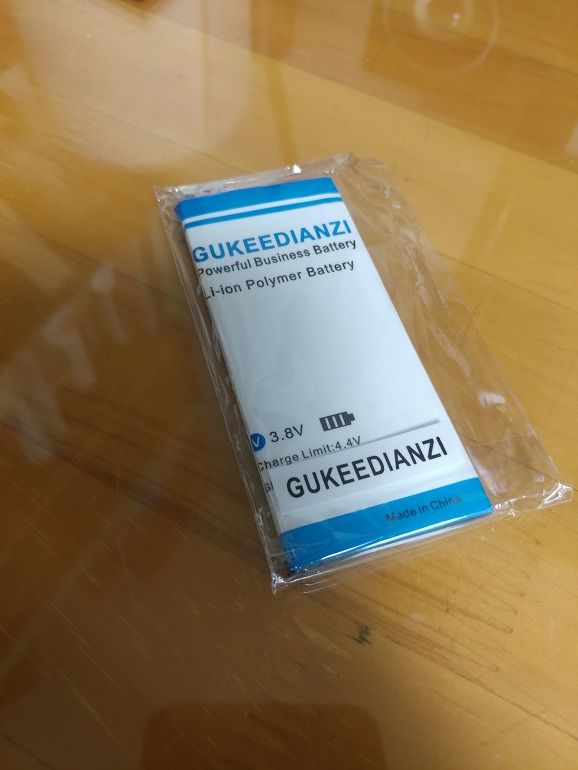 GUKEEDIANZI
Powerful Business Battery
Li-ion Polymer Battery
V 3.8V
Charge Limit:4.4V
GUKEEDIANZI
Made in China